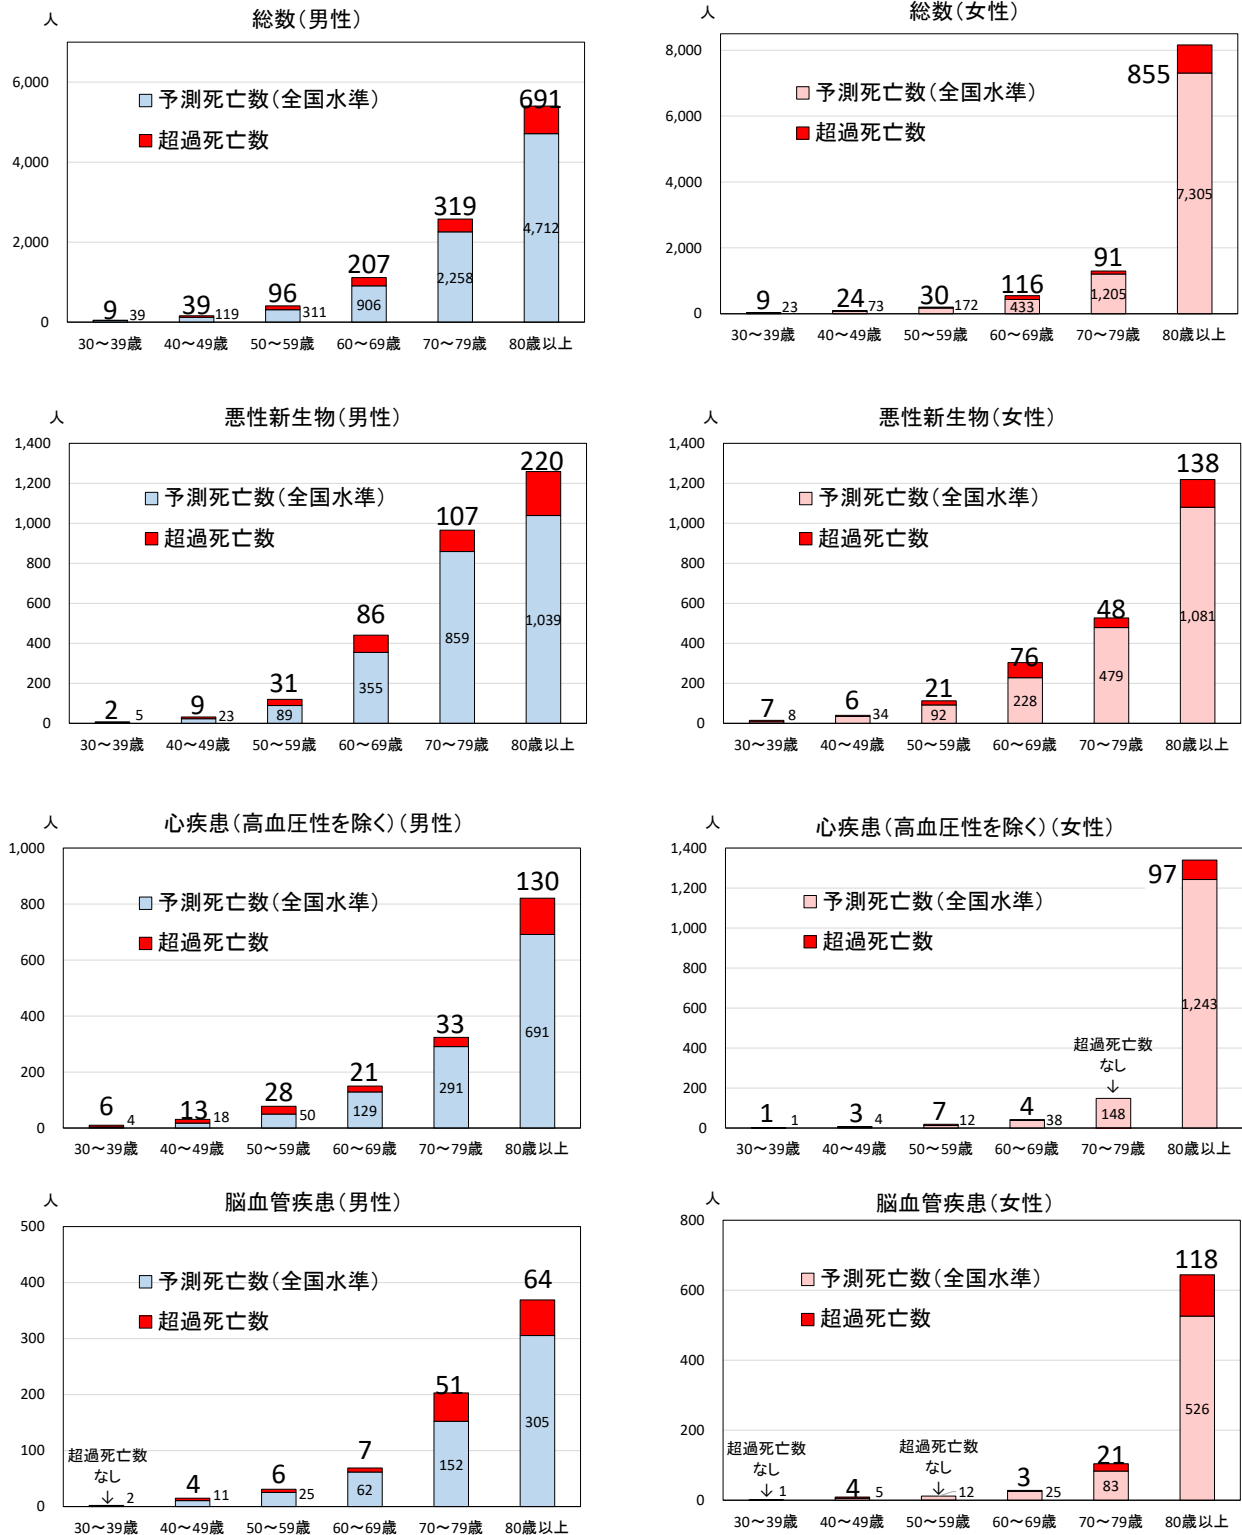 総数（男性）
人
6,000
4,000
2,000
0
予測死亡数（全国水準）
超過死亡数
9
39
96
207
319
691
39
119
311
906
2,258
4,712
30～39歳
40～49歳
50～59歳
60～69歳
70～79歳
80歳以上
総数（女性）
人
8,000
6,000
4,000
2,000
0
予測死亡数（全国水準）
超過死亡数
9
24
30
116
91
855
23
73
172
433
1,205
7,305
30～39歳
40～49歳
50～59歳
60～69歳
70～79歳
80歳以上
悪性新生物（男性）
人
1,400
1,200
1,000
800
600
400
200
0
予測死亡数（全国水準）
超過死亡数
2
9
31
86
107
220
5
23
89
355
859
1,039
30～39歳
40～49歳
50～59歳
60～69歳
70～79歳
80歳以上
悪性新生物（女性）
人
1,400
1,200
1,000
800
600
400
200
0
予測死亡数（全国水準）
超過死亡数
7
6
21
76
48
138
8
34
92
228
479
1,081
30～39歳
40～49歳
50～59歳
60～69歳
70～79歳
80歳以上
心疾患（高血圧性を除く）（男性）
人
1,000
800
600
400
200
0
予測死亡数（全国水準）
超過死亡数
6
13
28
21
33
130
4
18
50
129
291
691
30～39歳
40～49歳
50～59歳
60～69歳
70～79歳
80歳以上
心疾患（高血圧性を除く）（女性）
人
1,400
1,200
1,000
800
600
400
200
0
予測死亡数（全国水準）
超過死亡数
1
3
7
4
超過死亡数
なし
↓
97
1
4
12
38
148
1,243
30～39歳
40～49歳
50～59歳
60～69歳
70～79歳
80歳以上
脳血管疾患（男性）
人
500
400
300
200
100
0
予測死亡数（全国水準）
超過死亡数
超過死亡数
なし
↓
4
6
7
51
64
2
11
25
62
152
305
30～39歳
40～49歳
50～59歳
60～69歳
70～79歳
80歳以上
脳血管疾患（女性）
人
800
600
400
200
0
予測死亡数（全国水準）
超過死亡数
超過死亡数
なし
↓
4
超過死亡数
なし
↓
3
21
118
1
5
12
25
83
526
30～39歳
40～49歳
50～59歳
60～69歳
70～79歳
80歳以上